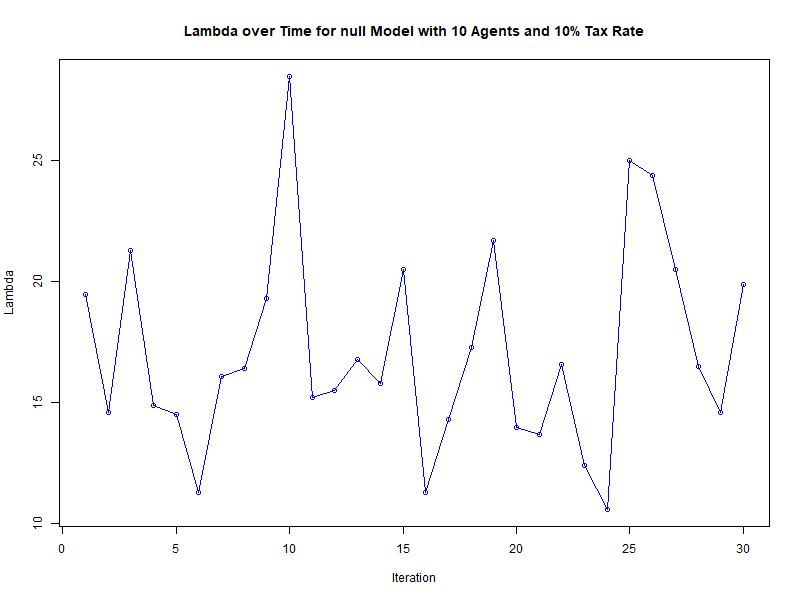 Lambda over Time for null Model with 10 Agents and 10% Tax Rate
Lambda
25
20
15
10
0 5 10 15 20 25 30
Iteration